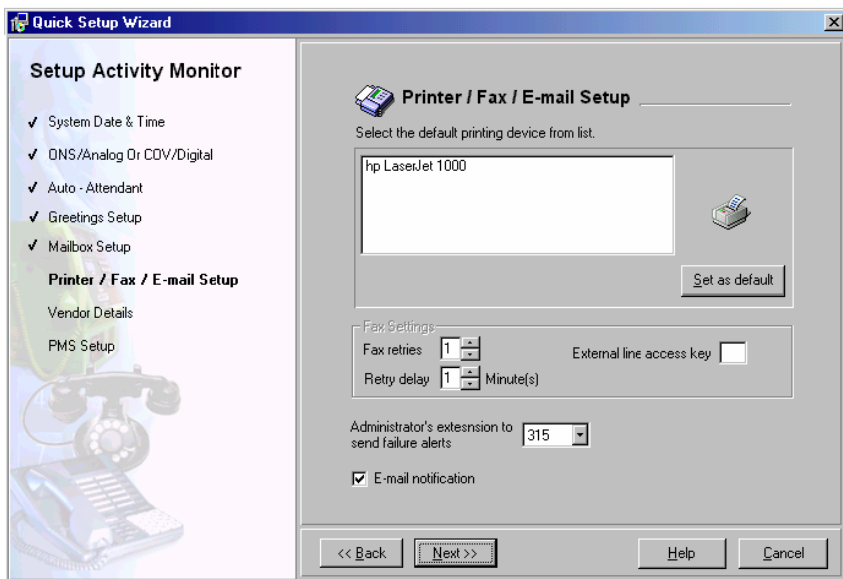 Quick Setup Wizard
Setup Activity Monitor
System Date & Time
ONS/Analog Or COV/Digital
Auto - Attendant
Greetings Setup
Mailbox Setup
Printer / Fax / E-mail Setup
Vendor Details
PMS Setup
Printer / Fax / E-mail Setup
Select the default printing device from list.
hp LaserJet 1000
Set as default
Fax Settings
Fax retries 1
External line access key
Retry delay 1 Minute(s)
Administrator's extesnsion to
send failure alerts
315
E-mail notification
<< Back Next >> Help Cancel